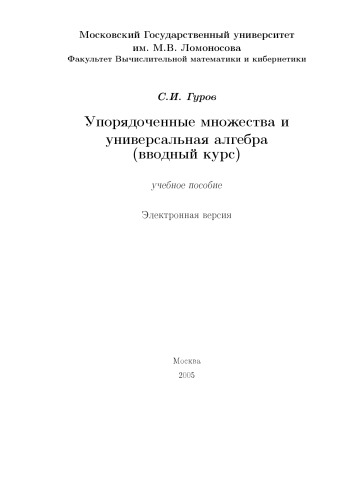 Московский Государственный университет
им. М.В. Ломоносова
Факультет Вычислительной математики и кибернетики
С.И. Гуров
Упорядоченные множества и
универсальная алгебра
(вводный курс)
учебное пособие
Электронная версия
Москва
2005